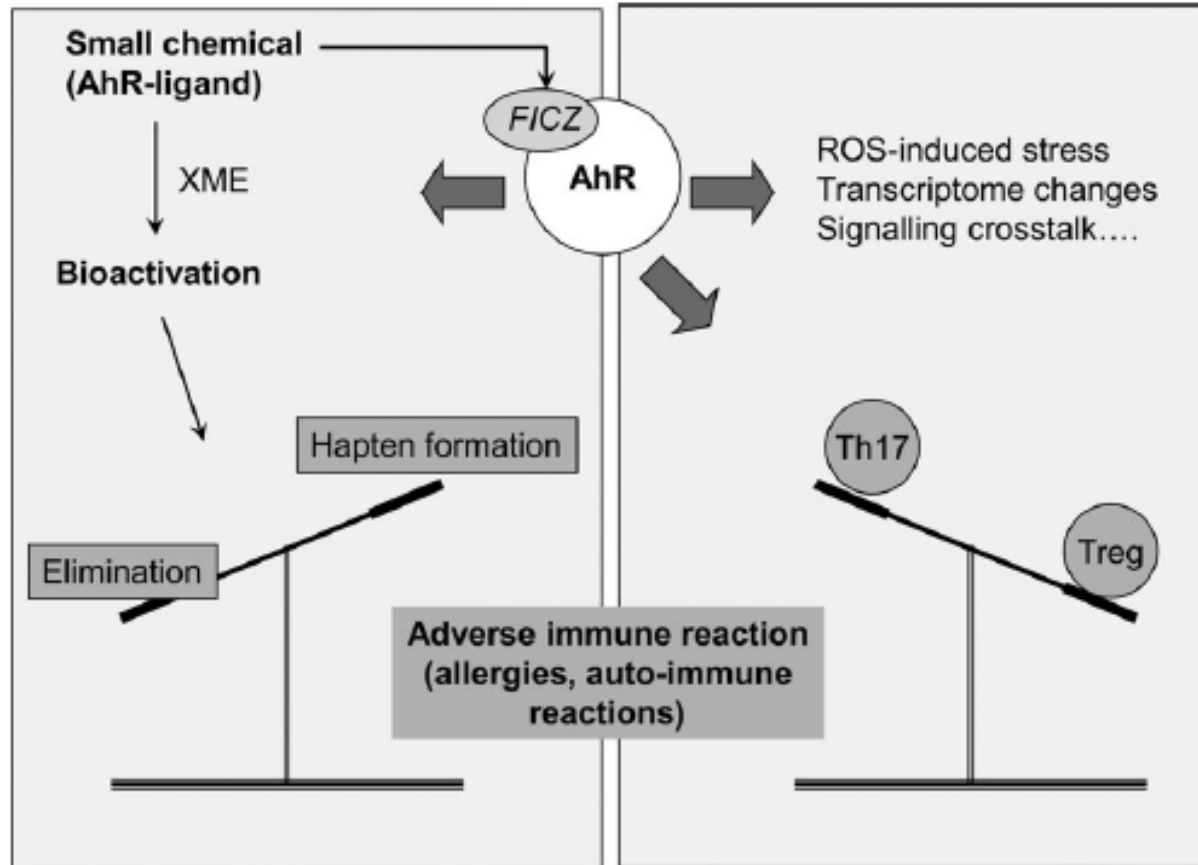 Small chemical
(AhR-ligand)
FICZ
AhR
XME
Bioactivation
Hapten formation
Elimination
ROS-induced stress
Transcriptome changes
Signalling crosstalk....
Th17
Treg
Adverse immune reaction
(allergies, auto-immune
reactions)